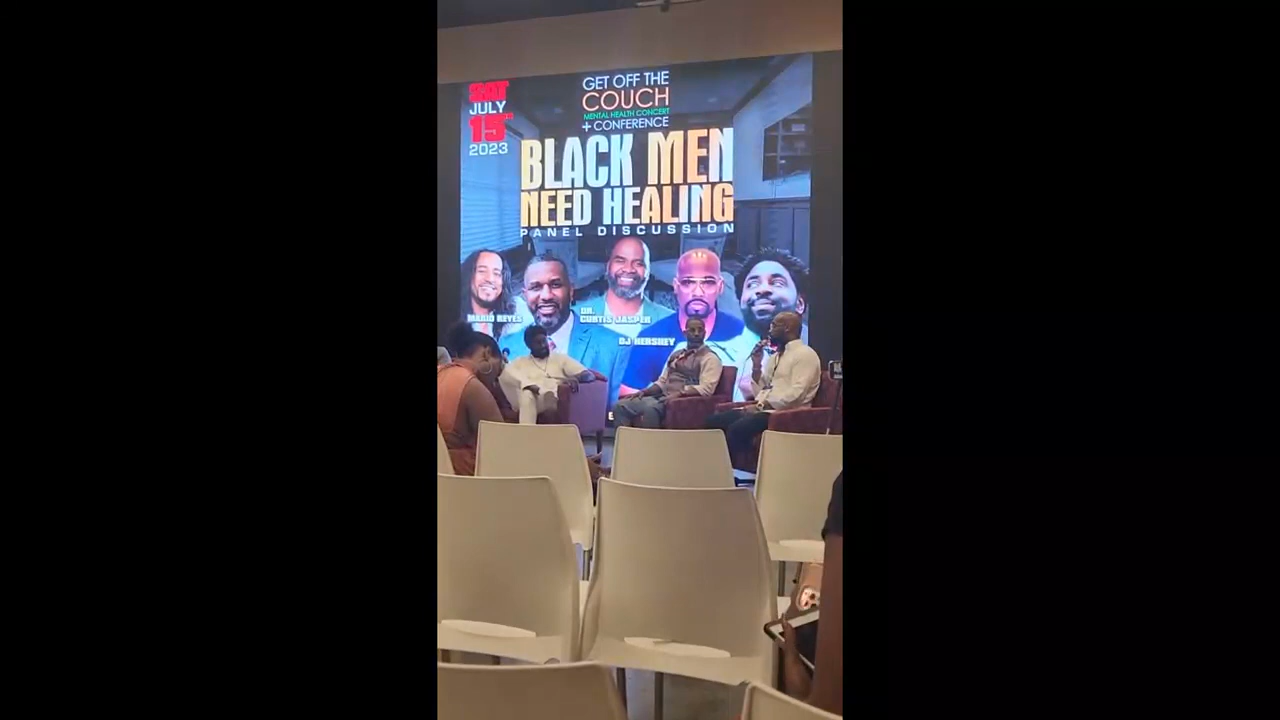 SAT
JULY
15TH
2023
GET OFF THE
COUCH
MENTAL HEALTH CONCERT
+ CONFERENCE
BLACK MEN
NEED HEALING
PANEL DISCUSSION
MARIO REYES
DR.
CURTIS JASPER
DJ HERSHEY